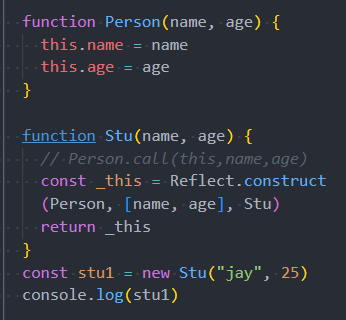 function Person(name, age) {
  this.name = name
  this.age = age
}

function Stu(name, age) {
  // Person.call(this,name,age)
  const _this = Reflect.construct
  (Person, [name, age], Stu)
  return _this
}
const stu1 = new Stu("jay", 25)
console.log(stu1)